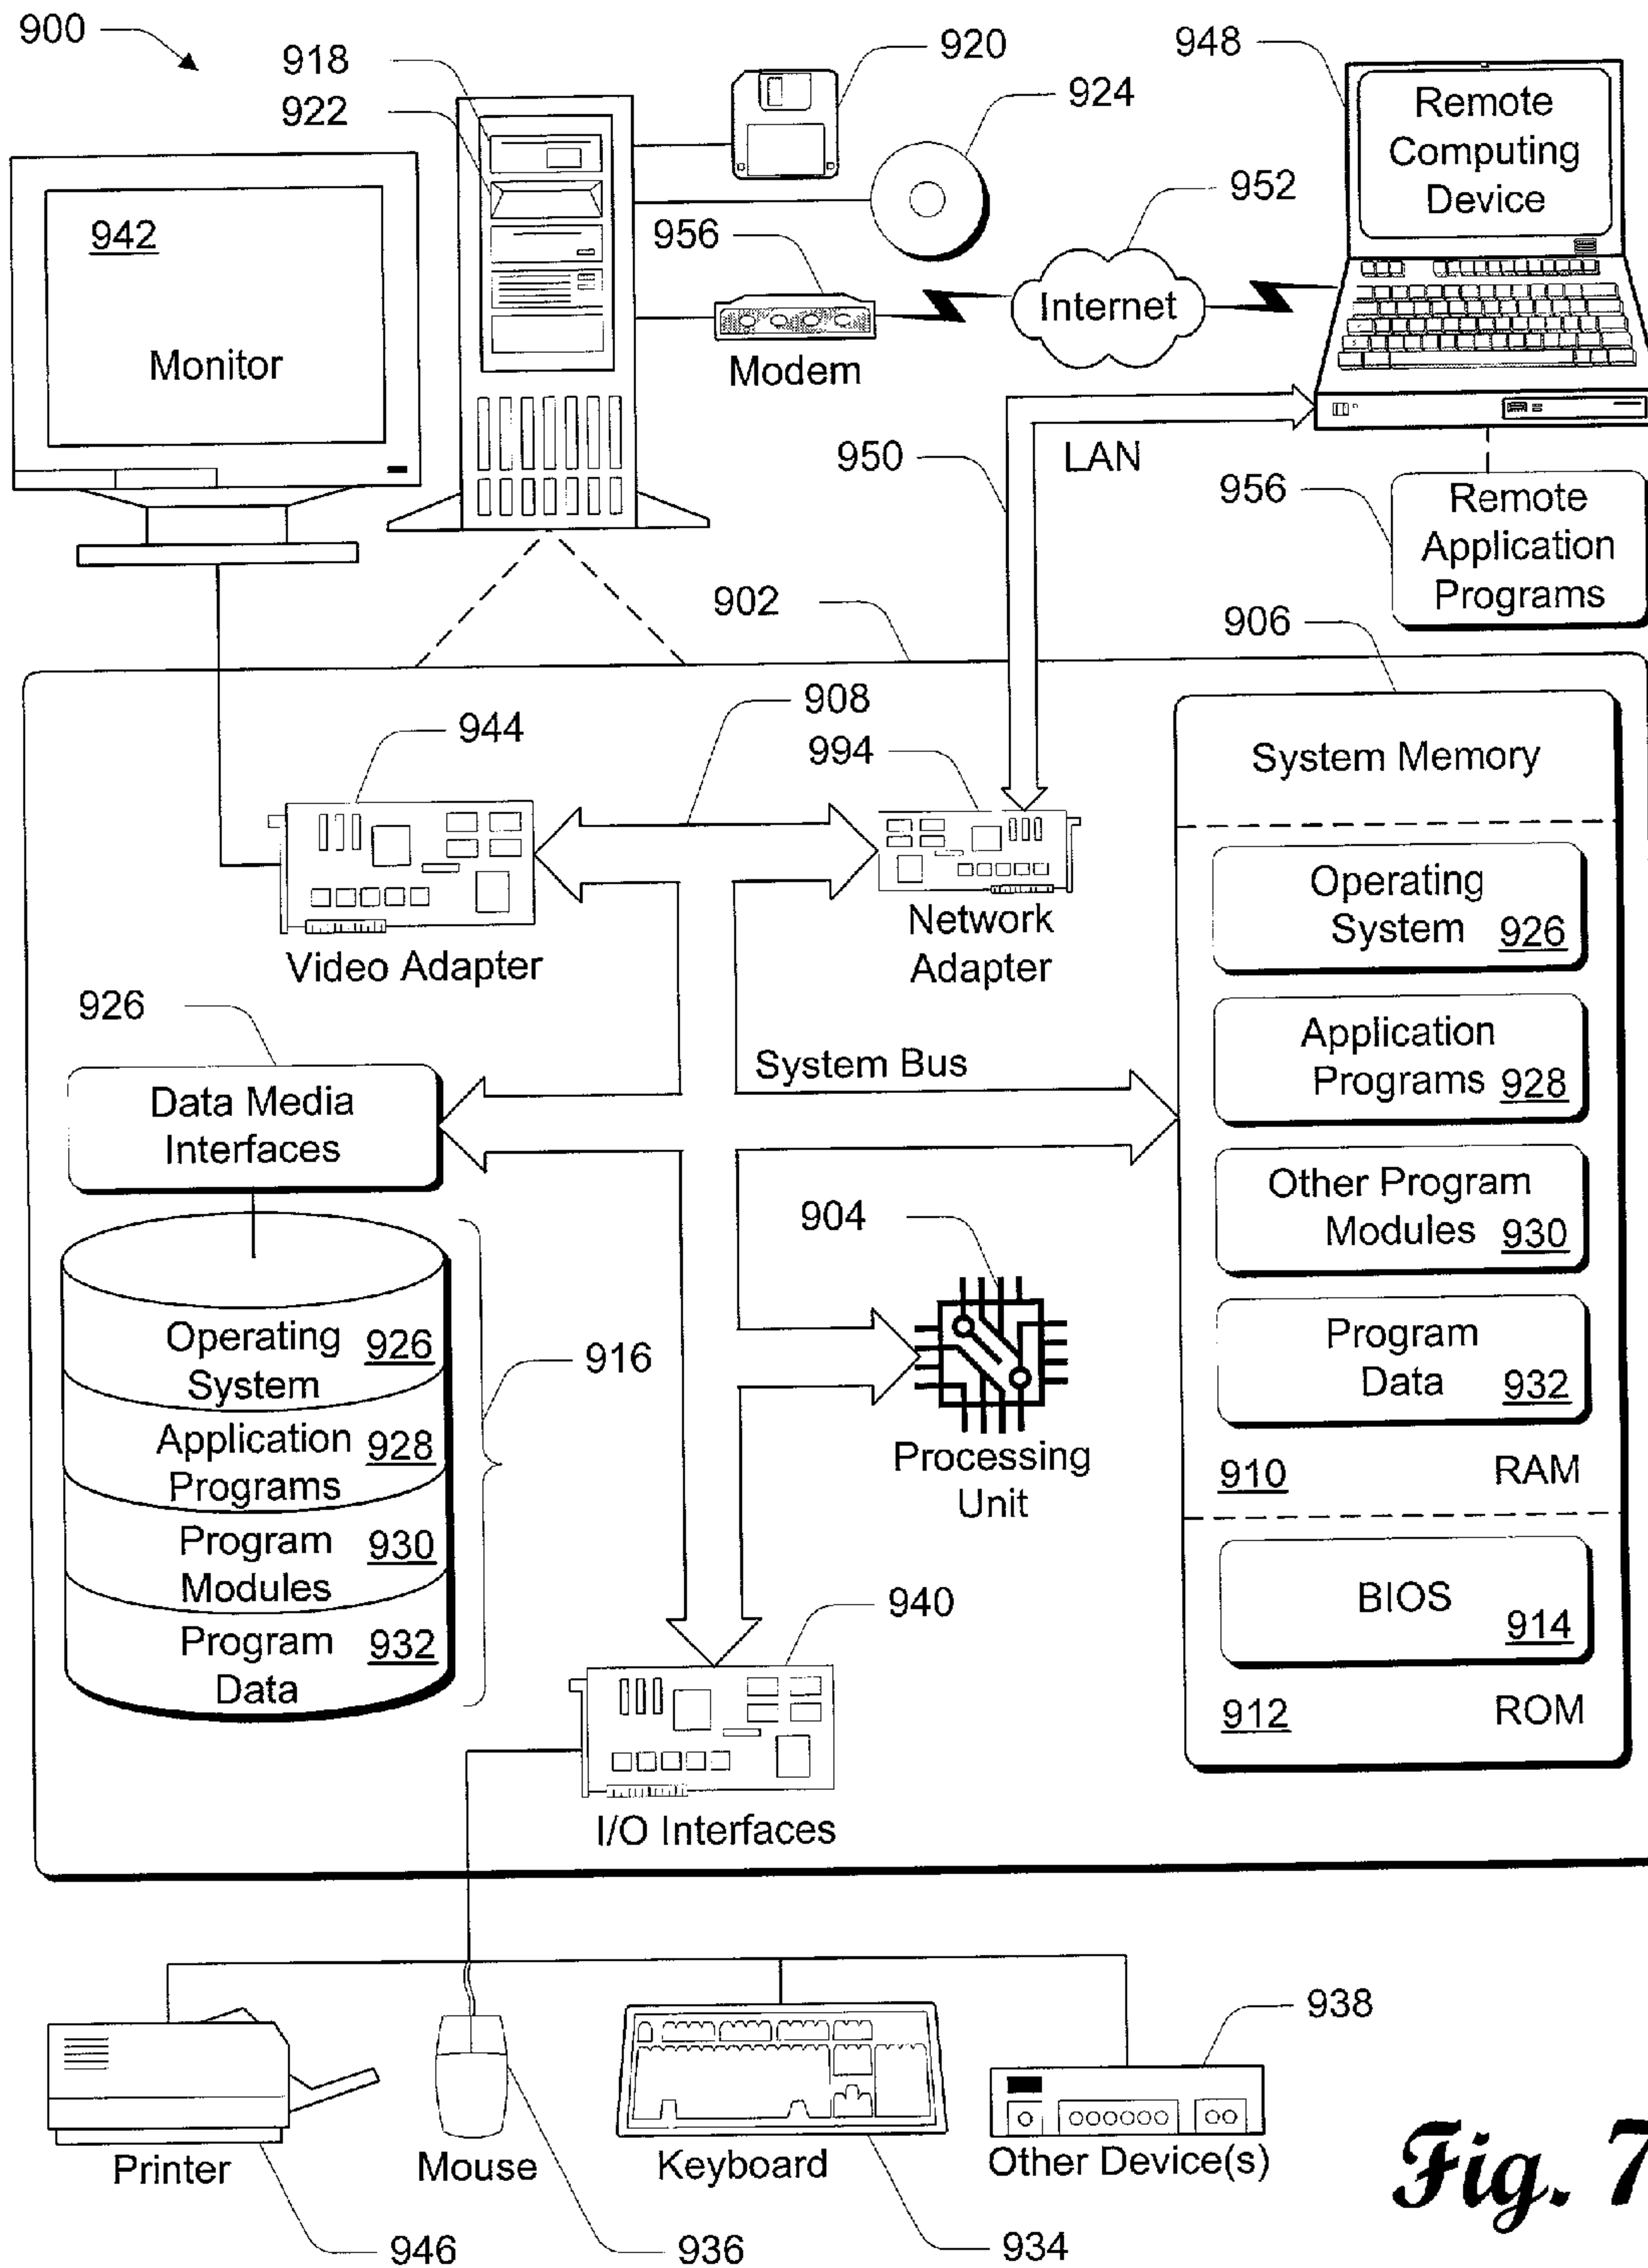 900
918
922
920
924
948
Remote
Computing
Device
942
Monitor
956
Modem
952
Internet
950
LAN
956
Remote
Application
Programs
902
906
944
908
994
Video Adapter
Network
Adapter
System Memory
Operating
System 926
Application
Programs 928
Other Program
Modules 930
Program
Data 932
910 RAM
BIOS
914
912 ROM
926
Data Media
Interfaces
System Bus
904
Processing
Unit
Operating 926
System
Application 928
Programs
Program 930
Modules
Program 932
Data
916
940
I/O Interfaces
938
Printer
Mouse
Keyboard
Other Device(s)
946
936
934
Fig. 7